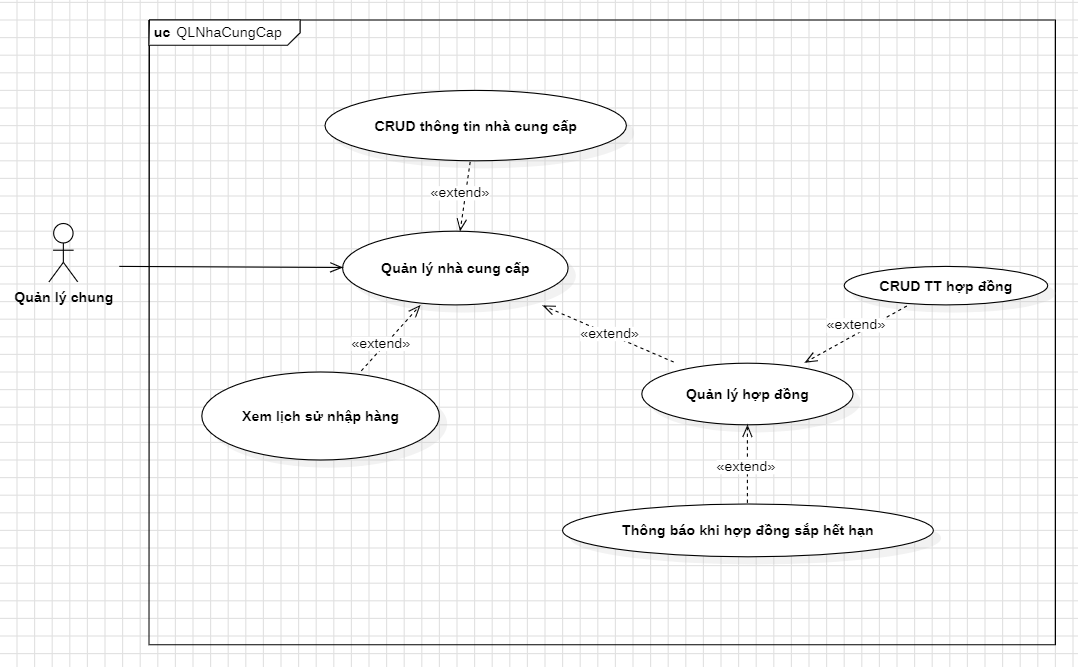 uc QLNhaCungCap
CRUD thông tin nhà cung cấp
«extend»
Quản lý nhà cung cấp
Quản lý chung
CRUD TT hợp đồng
«extend»
«extend»
«extend»
Quản lý hợp đồng
Xem lịch sử nhập hàng
«extend»
Thông báo khi hợp đồng sắp hết hạn